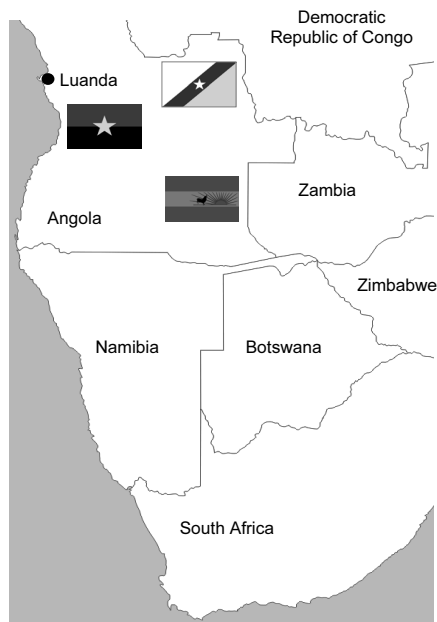 Democratic
Republic of Congo
Luanda
Zambia
Angola
Zimbabwe
Namibia
Botswana
South Africa